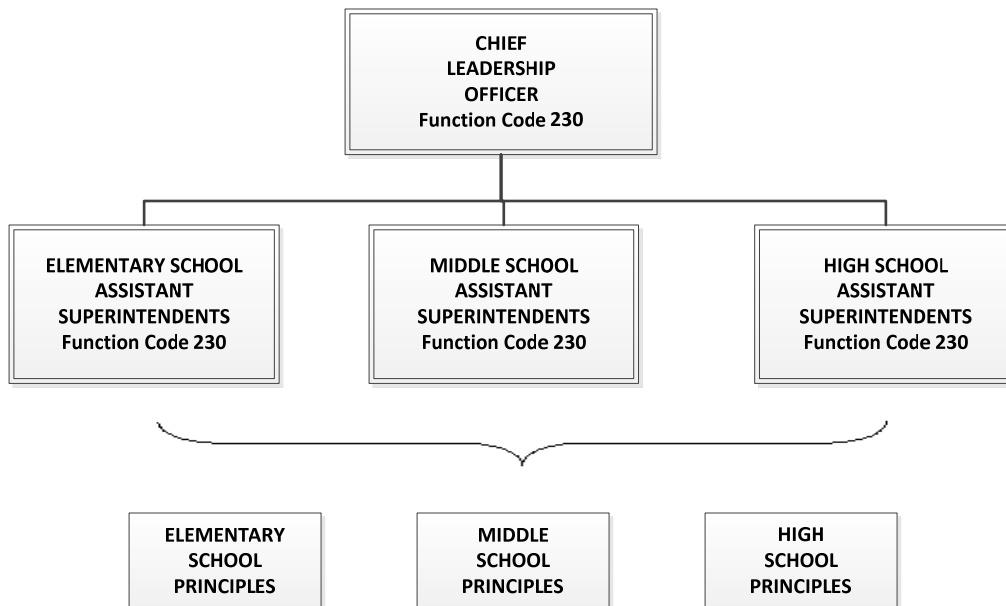 CHIEF
LEADERSHIP
OFFICER
Function Code 230
ELEMENTARY SCHOOL
ASSISTANT
SUPERINTENDENTS
Function Code 230
MIDDLE SCHOOL
ASSISTANT
SUPERINTENDENTS
Function Code 230
HIGH SCHOOL
ASSISTANT
SUPERINTENDENTS
Function Code 230
ELEMENTARY
SCHOOL
PRINCIPLES
MIDDLE
SCHOOL
PRINCIPLES
HIGH
SCHOOL
PRINCIPLES